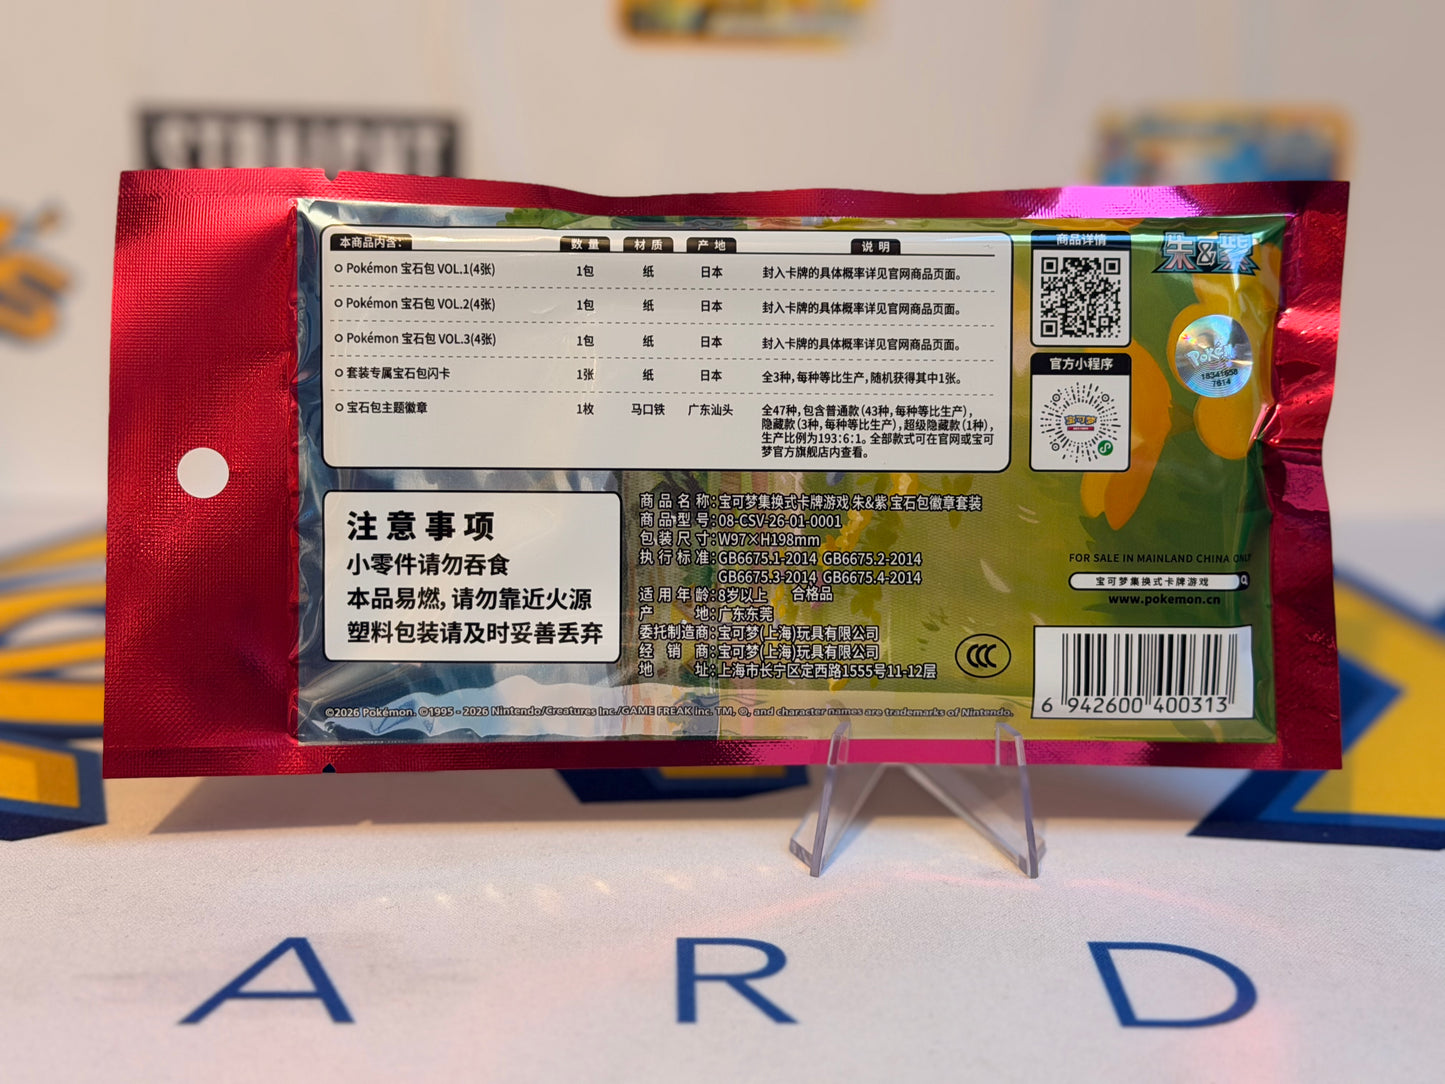 本商品内含： 数量 材质 产地 说明
Pokémon 宝石包 VOL.1(4张) 1包 纸 日本 封入卡牌的具体概率详见官网商品页面。
Pokémon 宝石包 VOL.2(4张) 1包 纸 日本 封入卡牌的具体概率详见官网商品页面。
Pokémon 宝石包 VOL.3(4张) 1包 纸 日本 封入卡牌的具体概率详见官网商品页面。
套装专属宝石包闪卡 1张 纸 日本 全3种,每种等比生产,随机获得其中1张。
宝石包主题徽章 1枚 马口铁 广东汕头 全47种,包含普通款(43种,每种等比生产),
隐藏款(3种,每种等比生产),超级隐藏款(1种),
生产比例为193:6:1。全部款式可在官网或宝可
梦官方旗舰店内查看。
商品详情
官方小程序
宝可梦
朱&紫
Pokémon
18341658
7614
注意事项
小零件请勿吞食
本品易燃, 请勿靠近火源
塑料包装请及时妥善丢弃
商品名称:宝可梦集换式卡牌游戏 朱&紫 宝石包徽章套装
商品型号:08-CSV-26-01-0001
包装尺寸:W97×H198mm
执行标准:GB6675.1-2014 GB6675.2-2014
GB6675.3-2014 GB6675.4-2014
适用年龄:8岁以上 合格品
产地:广东东莞
委托制造商:宝可梦(上海)玩具有限公司
经销商:宝可梦(上海)玩具有限公司
地址:上海市长宁区定西路1555号11-12层
CCC
FOR SALE IN MAINLAND CHINA ONLY
宝可梦集换式卡牌游戏
www.pokemon.cn
6 942600 400313
©2026 Pokémon. ©1995 - 2026 Nintendo/Creatures Inc./GAME FREAK inc. TM, ®, and character names are trademarks of Nintendo.
A R D